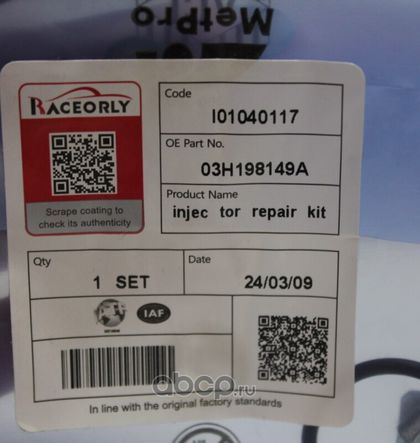 MetPro
RACEORLY
Scrape coating to
check its authenticity
Code
I01040117
OE Part No.
03H198149A
Product Name
injec tor repair kit
Qty
1 SET
Date
24/03/09
IAF
abcp.ru
In line with the original factory standards